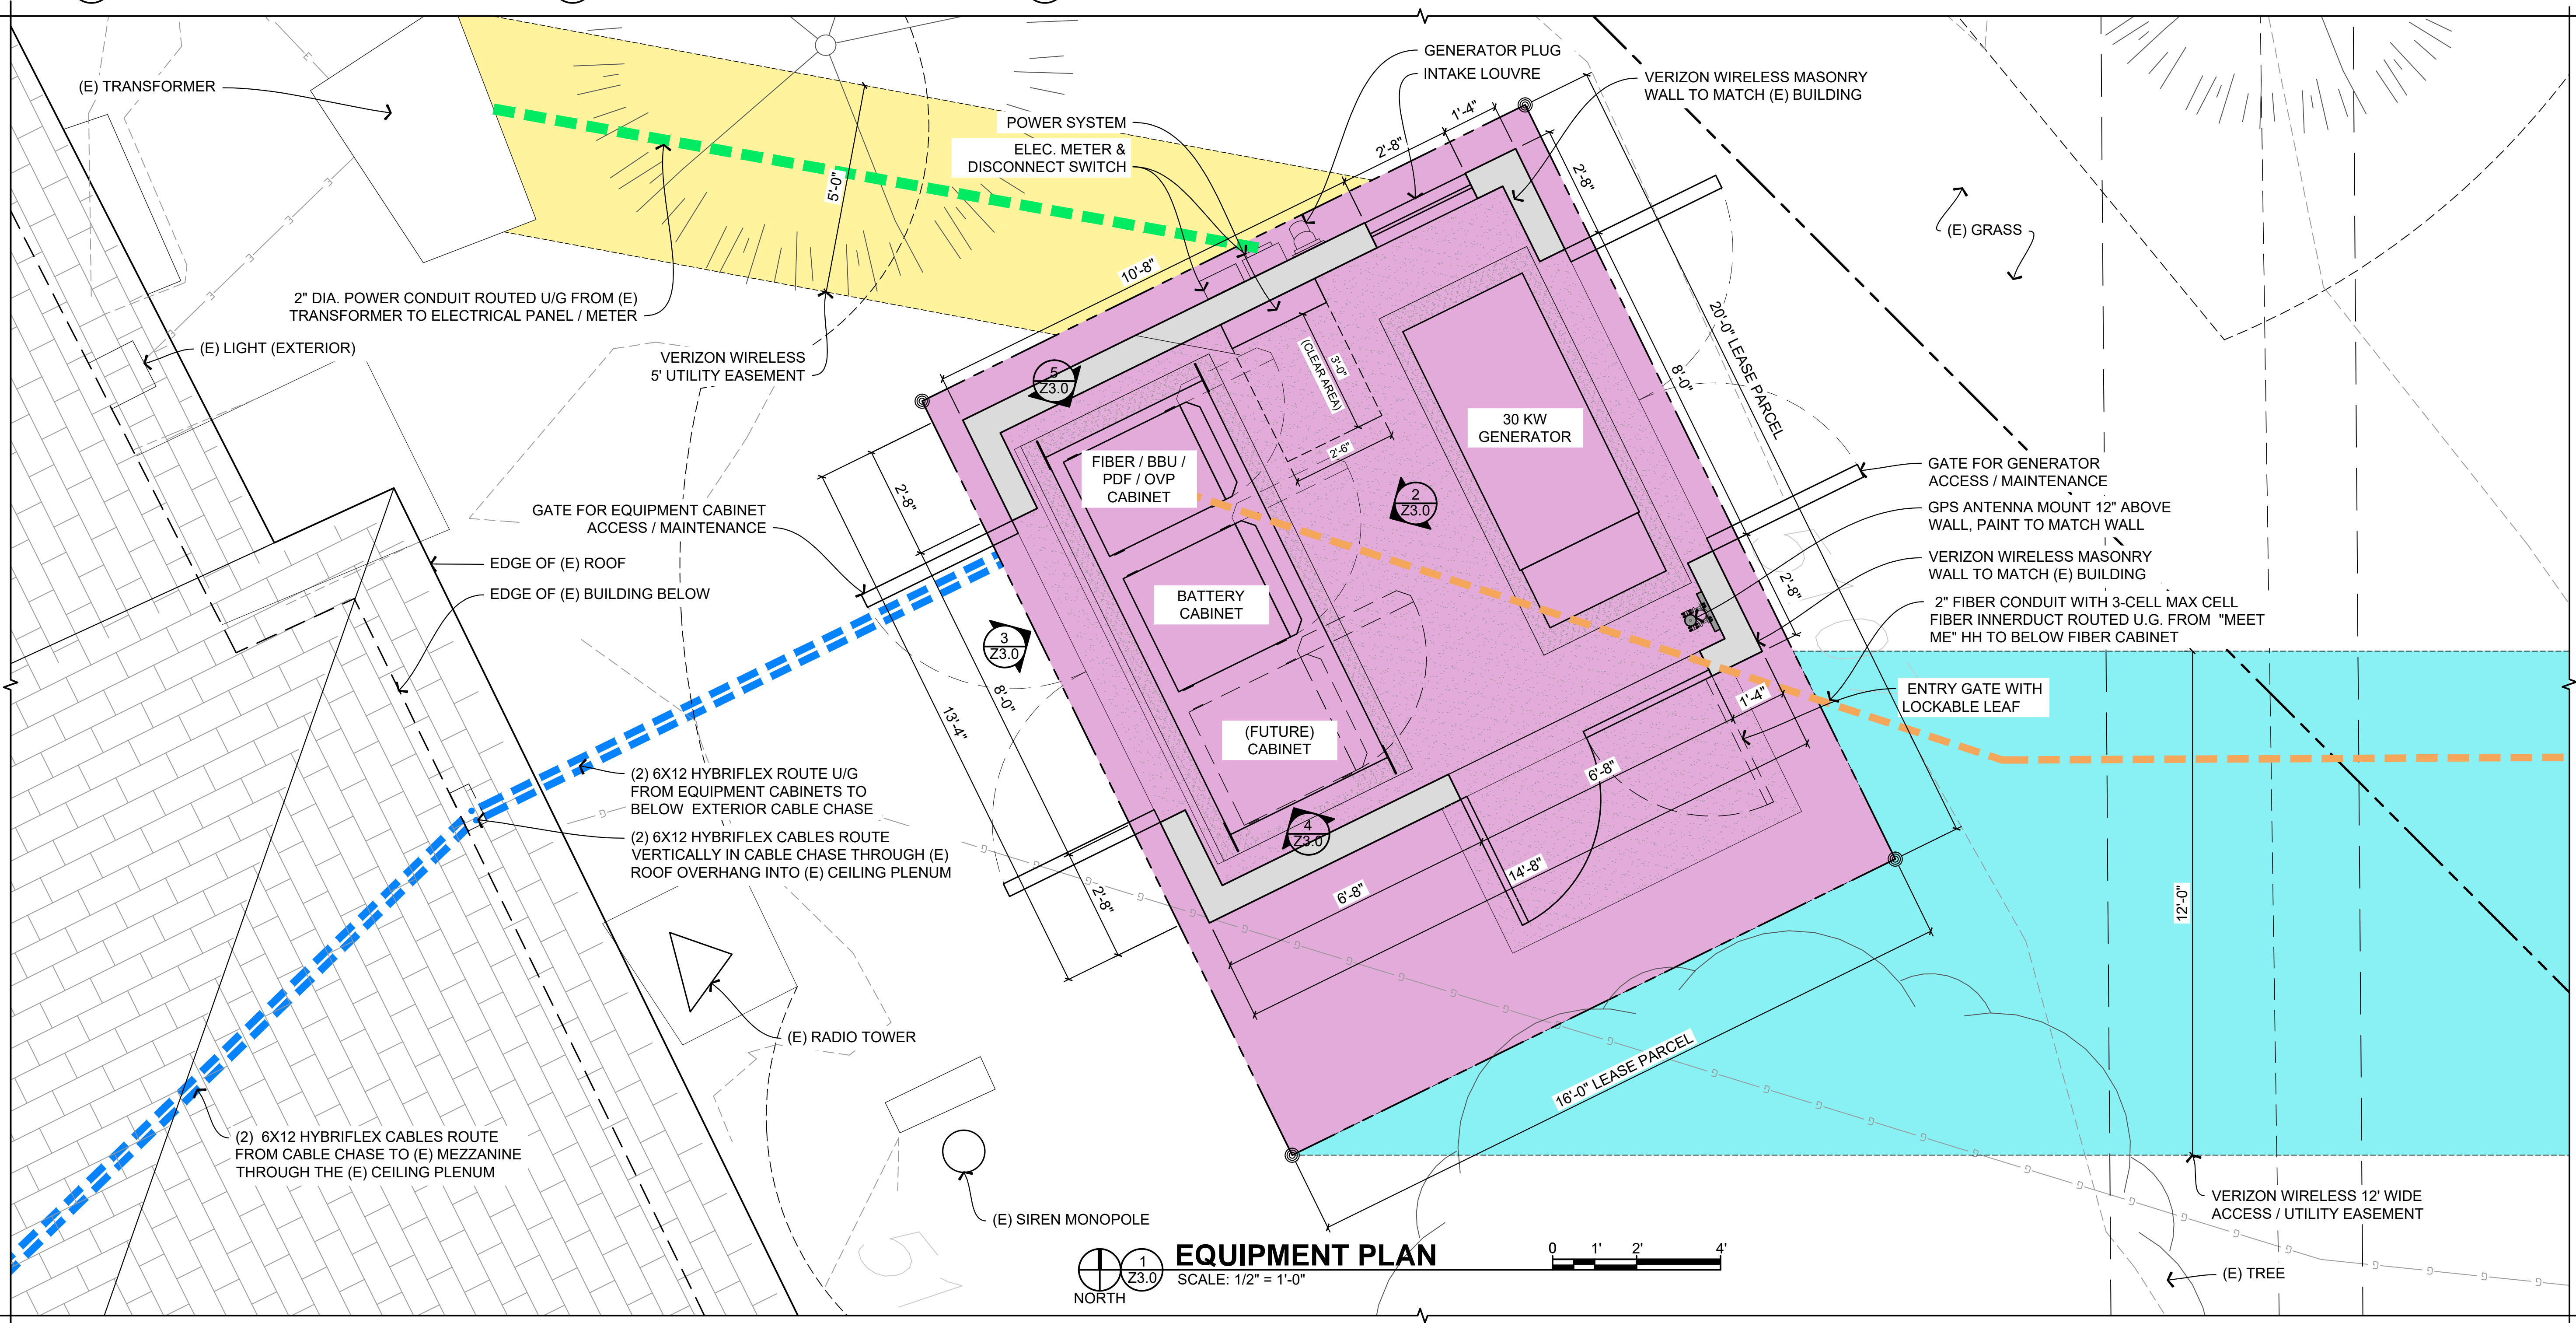 (E) TRANSFORMER
GENERATOR PLUG
INTAKE LOUVRE
VERIZON WIRELESS MASONRY
WALL TO MATCH (E) BUILDING
POWER SYSTEM
ELEC. METER &
DISCONNECT SWITCH
1'-4"
2'-8"
2'-8"
5'-0"
10'-8"
(E) GRASS
2" DIA. POWER CONDUIT ROUTED U/G FROM (E)
TRANSFORMER TO ELECTRICAL PANEL / METER
(E) LIGHT (EXTERIOR)
VERIZON WIRELESS
5' UTILITY EASEMENT
5
Z3.0
3'-0"
(CLEAR AREA)
2'-6"
20'-0" LEASE PARCEL
8'-0"
30 KW
GENERATOR
FIBER / BBU /
PDF / OVP
CABINET
2
Z3.0
2'-8"
GATE FOR EQUIPMENT CABINET
ACCESS / MAINTENANCE
GATE FOR GENERATOR
ACCESS / MAINTENANCE
GPS ANTENNA MOUNT 12" ABOVE
WALL, PAINT TO MATCH WALL
VERIZON WIRELESS MASONRY
WALL TO MATCH (E) BUILDING
2" FIBER CONDUIT WITH 3-CELL MAX CELL
FIBER INNERDUCT ROUTED U.G. FROM "MEET
ME" HH TO BELOW FIBER CABINET
EDGE OF (E) ROOF
EDGE OF (E) BUILDING BELOW
BATTERY
CABINET
2'-8"
3
Z3.0
8'-0"
13'-4"
(FUTURE)
CABINET
1'-4"
ENTRY GATE WITH
LOCKABLE LEAF
6'-8"
(2) 6X12 HYBRIFLEX ROUTE U/G
FROM EQUIPMENT CABINETS TO
BELOW EXTERIOR CABLE CHASE
(2) 6X12 HYBRIFLEX CABLES ROUTE
VERTICALLY IN CABLE CHASE THROUGH (E)
ROOF OVERHANG INTO (E) CEILING PLENUM
4
Z3.0
2'-8"
6'-8"
14'-8"
12'-0"
(E) RADIO TOWER
16'-0" LEASE PARCEL
(2) 6X12 HYBRIFLEX CABLES ROUTE
FROM CABLE CHASE TO (E) MEZZANINE
THROUGH THE (E) CEILING PLENUM
(E) SIREN MONOPOLE
VERIZON WIRELESS 12' WIDE
ACCESS / UTILITY EASEMENT
(E) TREE
1
Z3.0
NORTH
EQUIPMENT PLAN
SCALE: 1/2" = 1'-0"
0 1' 2' 4'